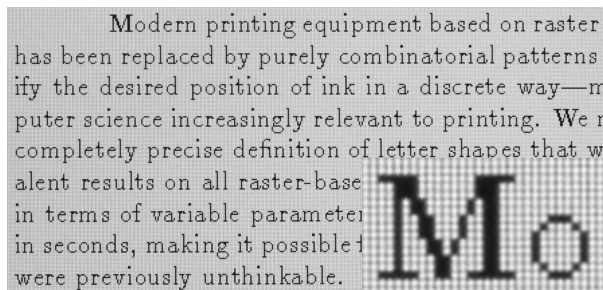 Modern printing equipment based on raster
has been replaced by purely combinatorial patterns
ify the desired position of ink in a discrete way—m
puter science increasingly relevant to printing. We
completely precise definition of letter shapes that w
alent results on all raster-base
in terms of variable parameter
in seconds, making it possible
were previously unthinkable.
Mo